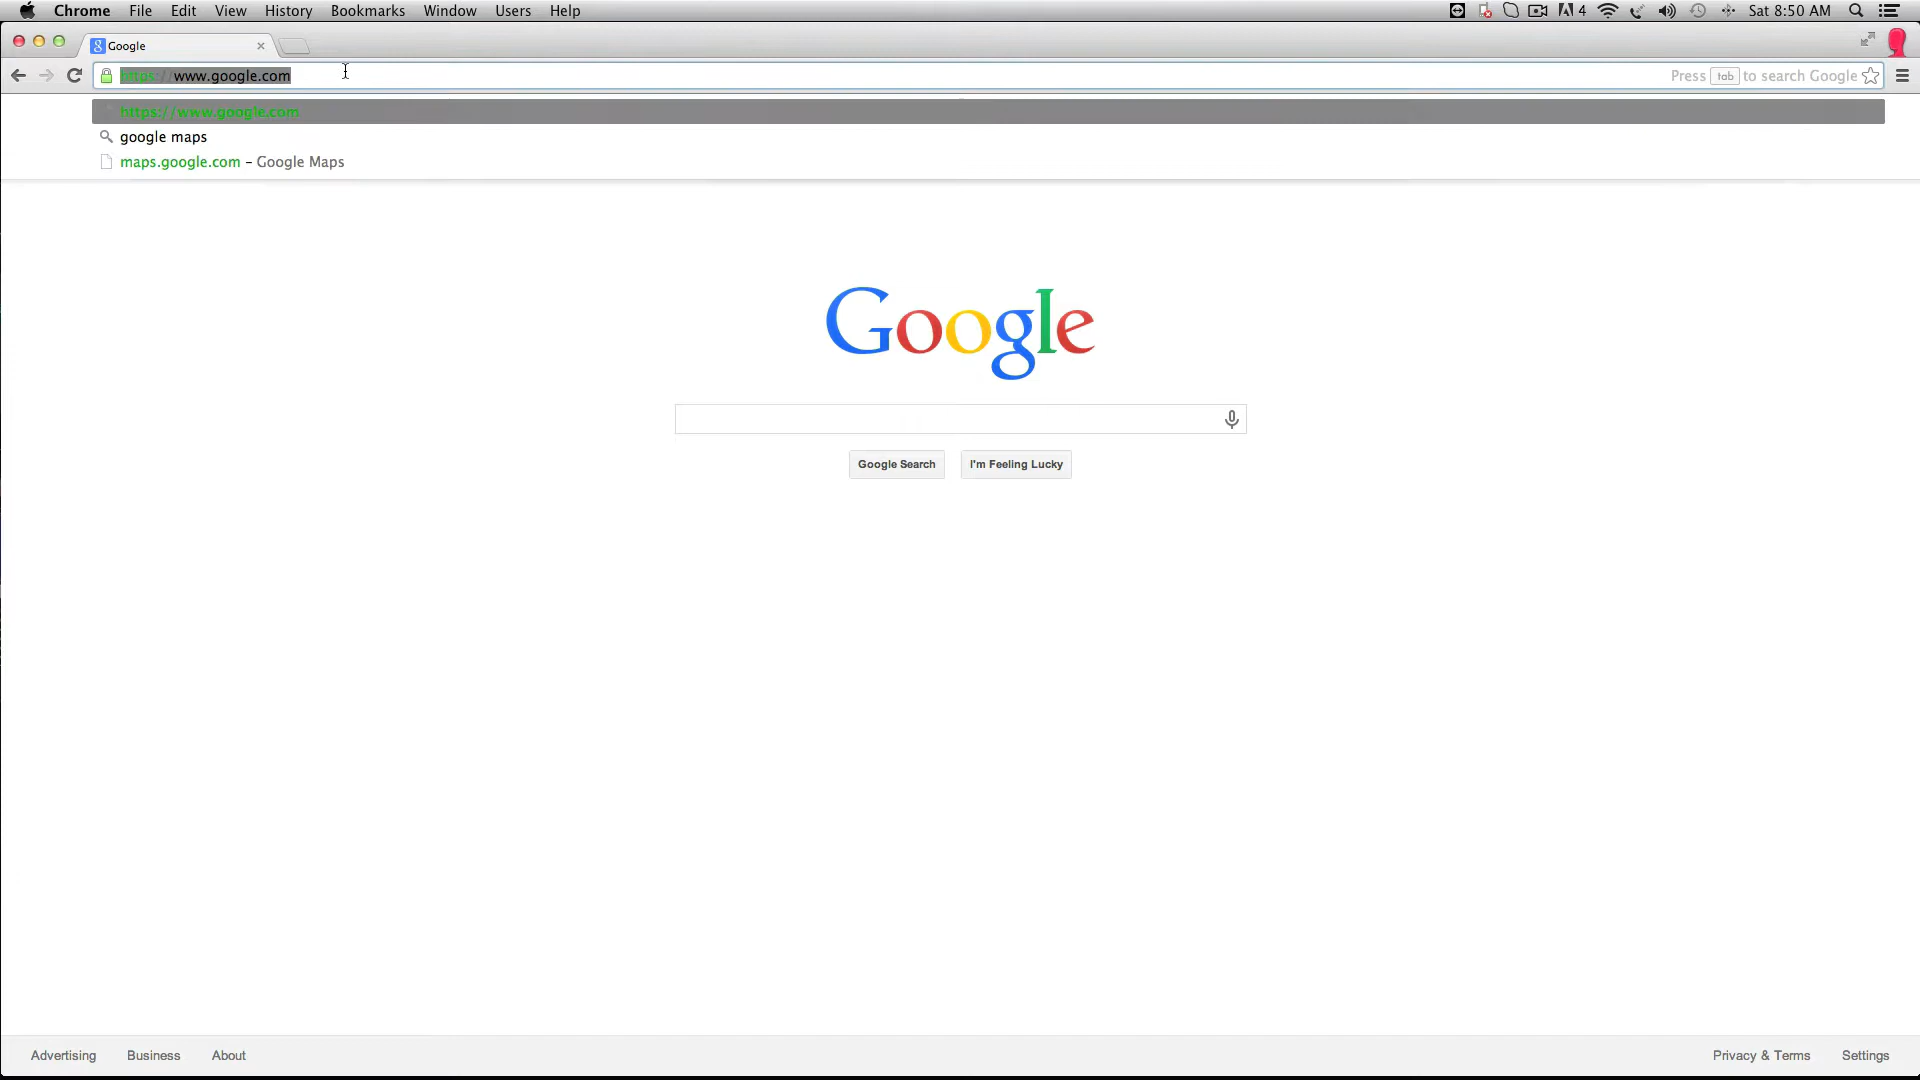 Chrome File Edit View History Bookmarks Window Users Help 4 Sat 8:50 AM
8 Google
https://www.google.com Press tab to search Google
https://www.google.com
google maps
maps.google.com – Google Maps
Google
Google Search I'm Feeling Lucky
Advertising Business About Privacy & Terms Settings